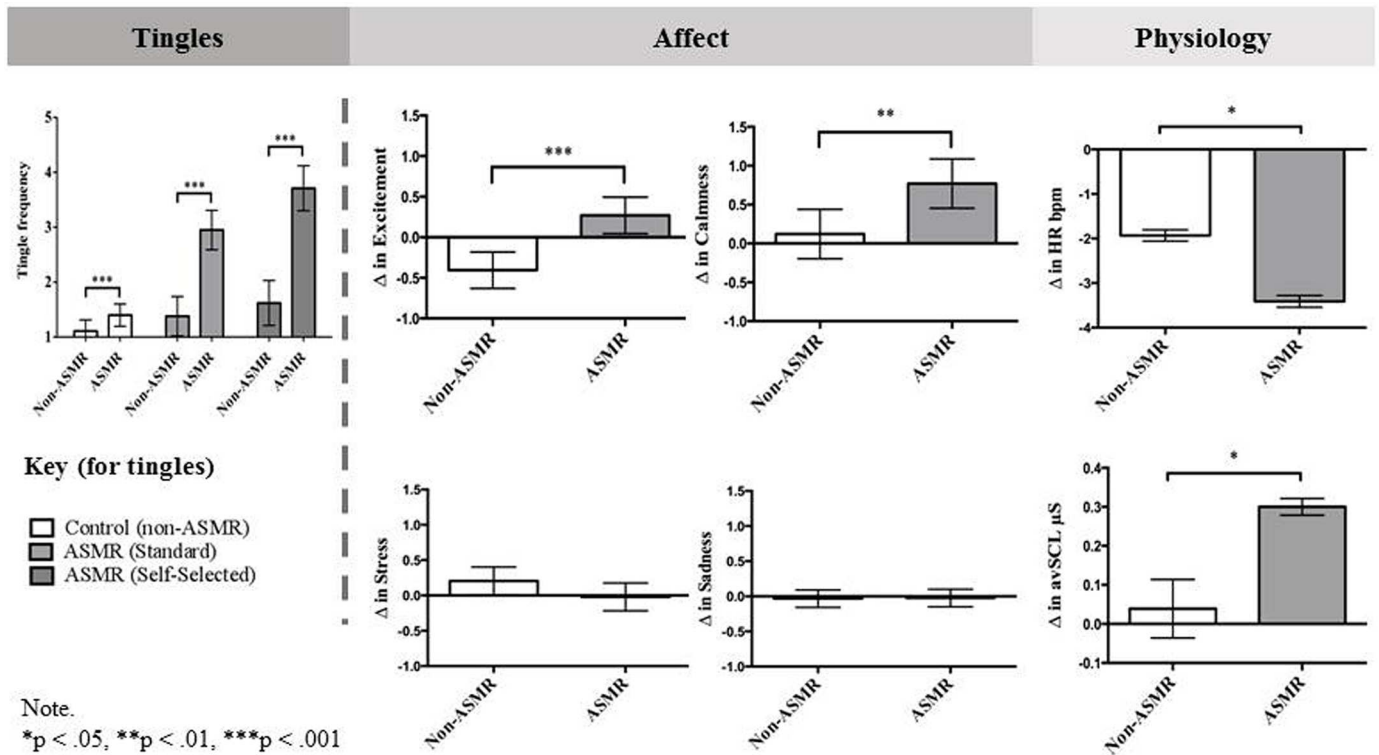 Tingles
Affect
Physiology
Tingle frequency
5
4
3
2
1
***
***
***
Non-ASMR
ASMR
Non-ASMR
ASMR
Non-ASMR
ASMR
Key (for tingles)
Control (non-ASMR)
ASMR (Standard)
ASMR (Self-Selected)
Note.
*p < .05, **p < .01, ***p < .001
Δ in Excitement
1.5
1.0
0.5
0.0
-0.5
-1.0
***
Non-ASMR
ASMR
Δ in Calmness
1.5
1.0
0.5
0.0
-0.5
-1.0
**
Non-ASMR
ASMR
Δ in HR bpm
0
-1
-2
-3
-4
*
Non-ASMR
ASMR
Δ in Stress
1.5
1.0
0.5
0.0
-0.5
-1.0
Non-ASMR
ASMR
Δ in Sadness
1.5
1.0
0.5
0.0
-0.5
-1.0
Non-ASMR
ASMR
Δ in avSCL µS
0.4
0.3
0.2
0.1
0.0
-0.1
*
Non-ASMR
ASMR